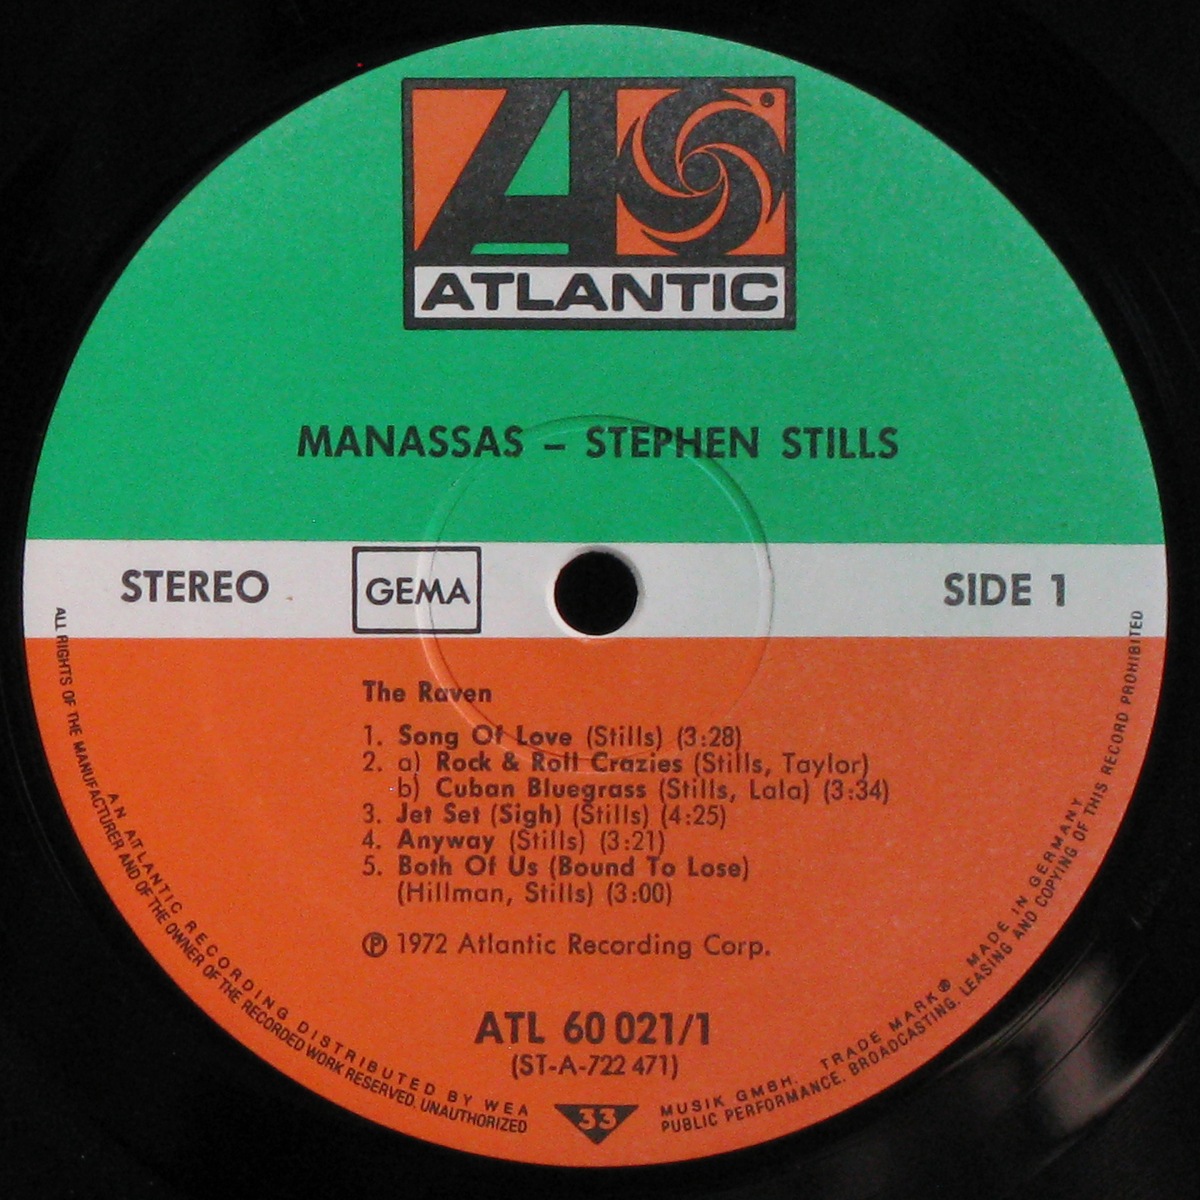 ATLANTIC
®
MANASSAS – STEPHEN STILLS
STEREO
GEMA
SIDE 1
The Raven
1. Song Of Love (Stills) (3:28)
2. a) Rock & Roll Crazies (Stills, Taylor)
b) Cuban Bluegrass (Stills, Lala) (3:34)
3. Jet Set (Sigh) (Stills) (4:25)
4. Anyway (Stills) (3:21)
5. Both Of Us (Bound To Lose)
(Hillman, Stills) (3:00)
℗ 1972 Atlantic Recording Corp.
ATL 60 021/1
(ST-A-722 471)
33
AN ATLANTIC RECORDING DISTRIBUTED BY WEA MUSIK GMBH. TRADE MARK® MADE IN GERMANY
ALL RIGHTS OF THE MANUFACTURER AND OF THE OWNER OF THE RECORDED WORK RESERVED. UNAUTHORIZED PUBLIC PERFORMANCE. BROADCASTING. LEASING AND COPYING OF THIS RECORD PROHIBITED